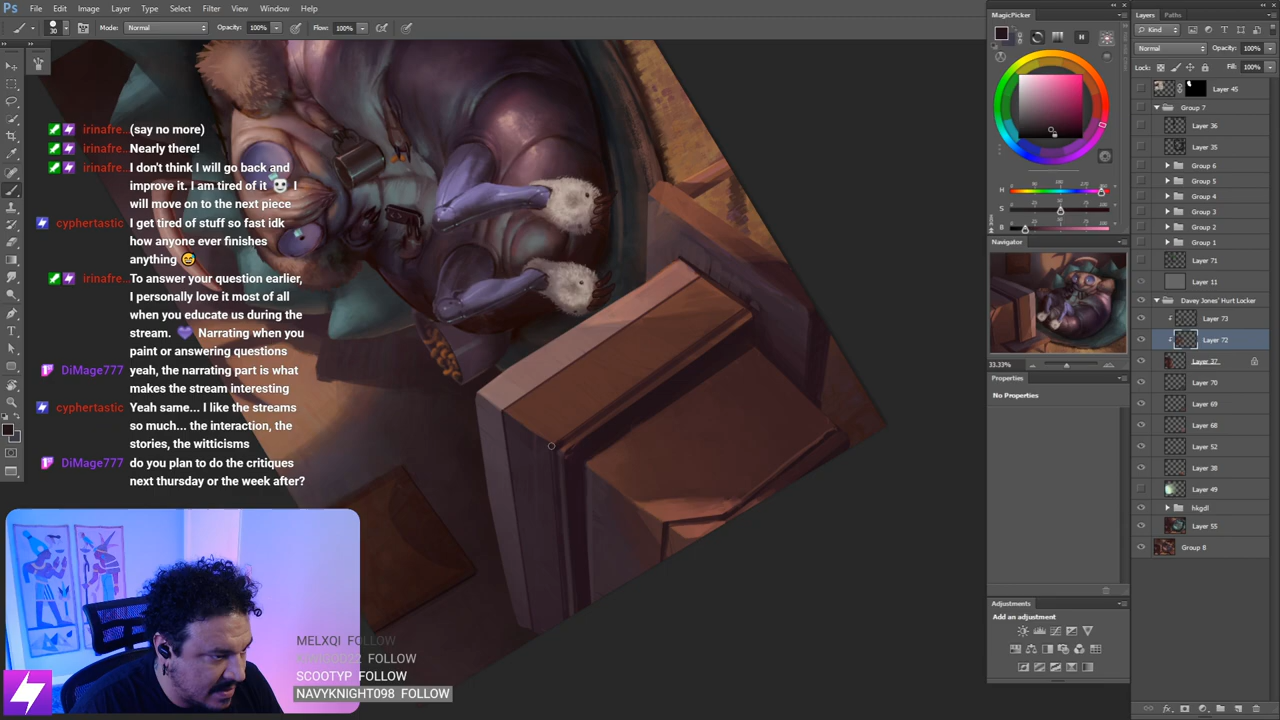 Ps File Edit Image Layer Type Select Filter View Window Help
30 Mode: Normal Opacity: 100% Flow: 100%
irinafre.. (say no more)
irinafre.. Nearly there!
irinafre.. I don't think I will go back and
improve it. I am tired of it I
will move on to the next piece
cyphertastic I get tired of stuff so fast idk
how anyone ever finishes
anything
irinafre.. To answer your question earlier,
I personally love it most of all
when you educate us during the
stream. Narrating when you
paint or answering questions
DiMage777 yeah, the narrating part is what
makes the stream interesting
cyphertastic Yeah same... I like the streams
so much... the interaction, the
stories, the witticisms
DiMage777 do you plan to do the critiques
next thursday or the week after?
MELXQI FOLLOW
FOLLOW
SCOOTYP FOLLOW
NAVYKNIGHT098 FOLLOW
MagicPicker
H
H
S
B
Navigator
33.33%
Properties
No Properties
Adjustments
Add an adjustment
Layers Paths
Kind
Normal Opacity: 100%
Lock: Fill: 100%
Layer 45
Group 7
Layer 36
Layer 35
Group 6
Group 5
Group 4
Group 3
Group 2
Group 1
Layer 71
Layer 11
Davey Jones' Hurt Locker
Layer 73
Layer 72
Layer 37
Layer 70
Layer 69
Layer 68
Layer 52
Layer 38
Layer 49
hkgdl
Layer 55
Group 8
fx